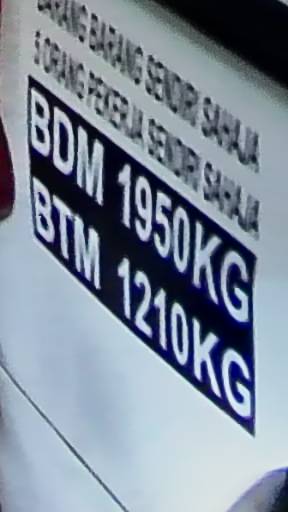 BARANG BARANG SENDIRI SAHAJA
5 ORANG PEKERJA SENDIRI SAHAJA
BDM 1950KG
BTM 1210KG